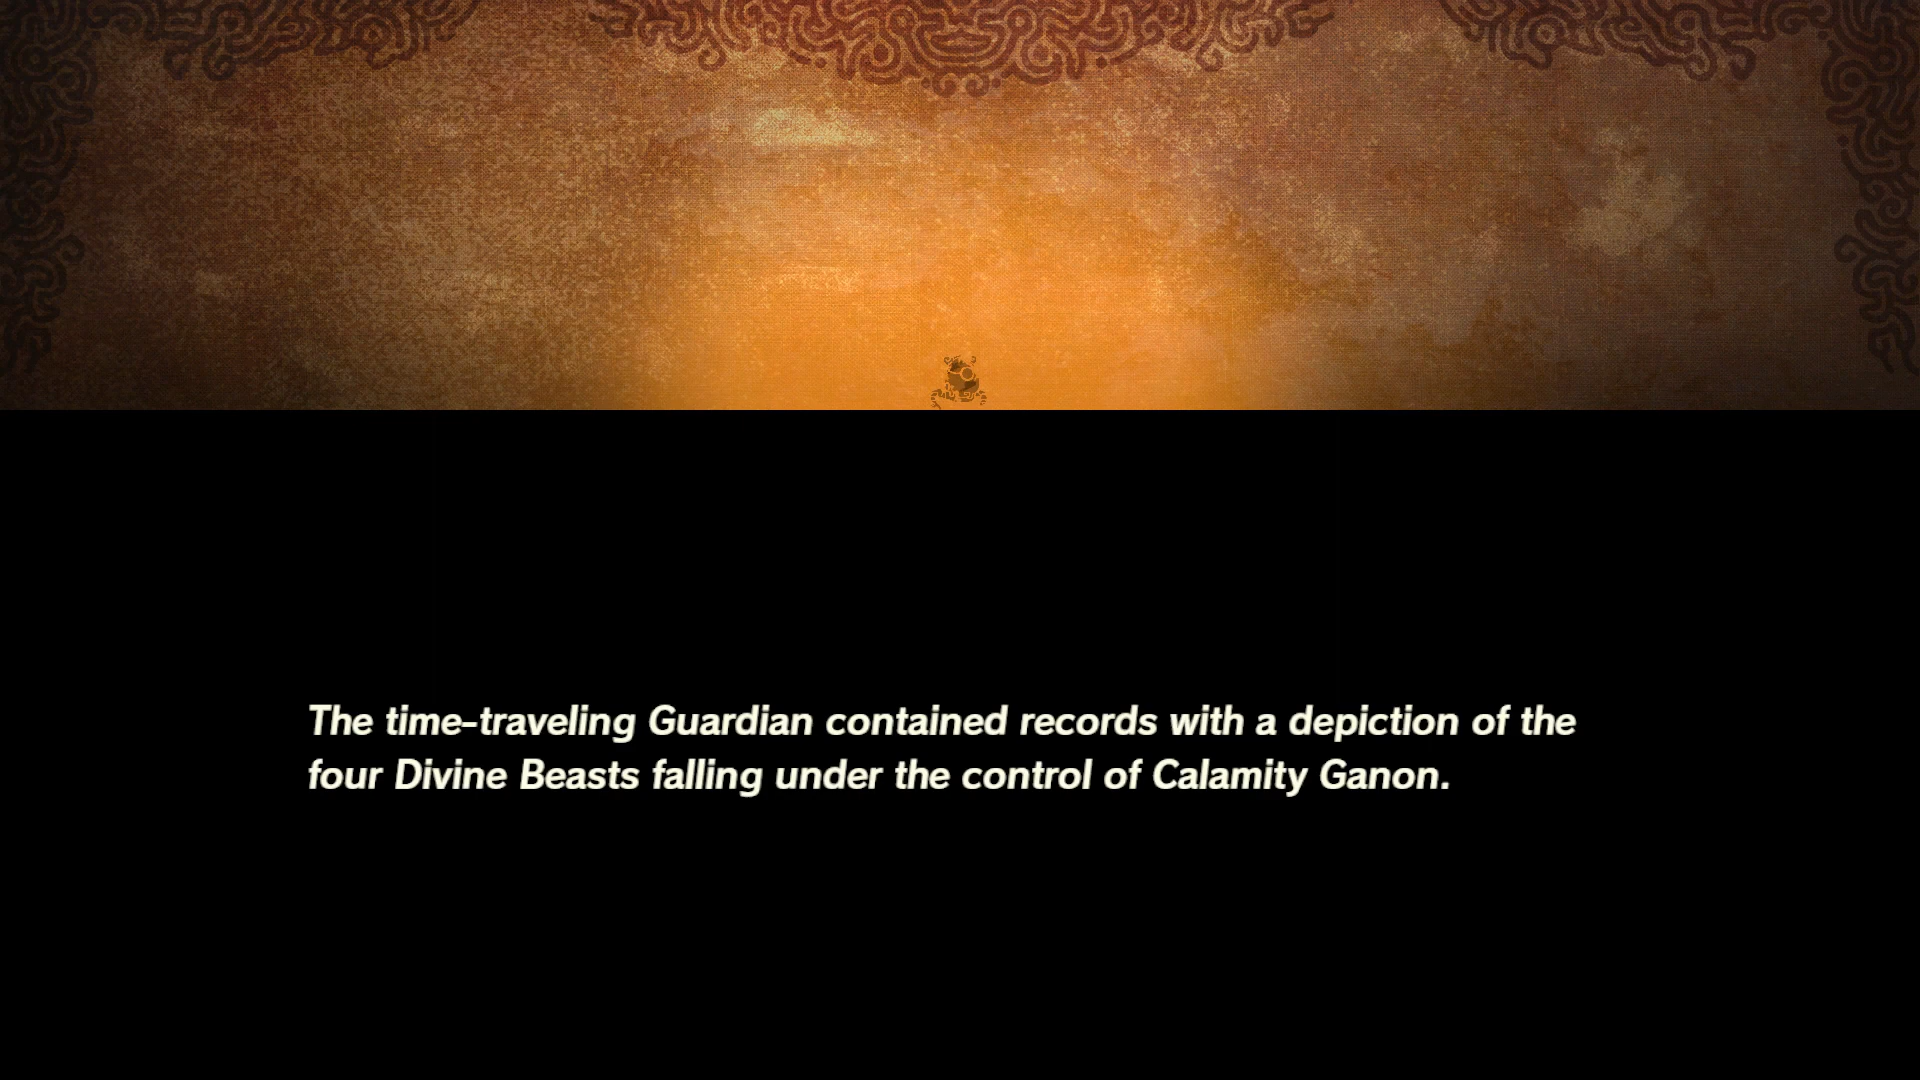 The time-traveling Guardian contained records with a depiction of the
four Divine Beasts falling under the control of Calamity Ganon.